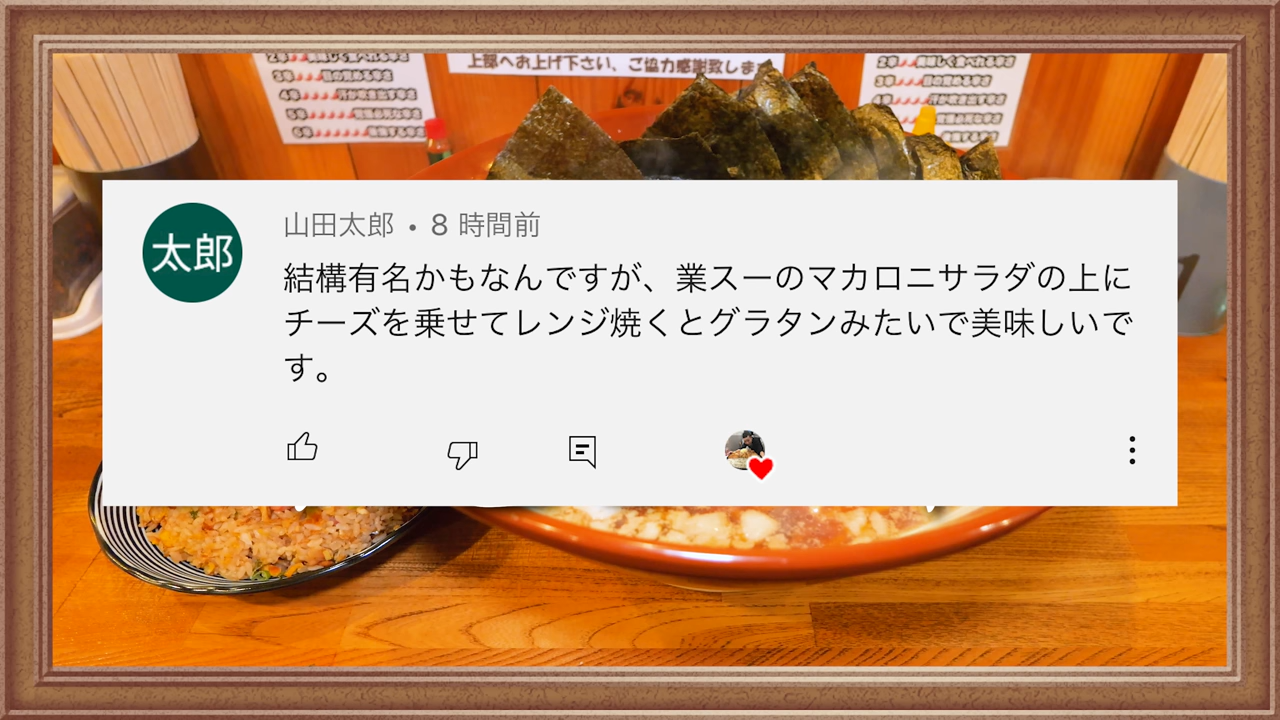 上部へお上げ下さい、ご協力感謝致します
太郎
山田太郎 • 8 時間前
結構有名かもなんですが、業スーのマカロニサラダの上に
チーズを乗せてレンジ焼くとグラタンみたいで美味しいで
す。